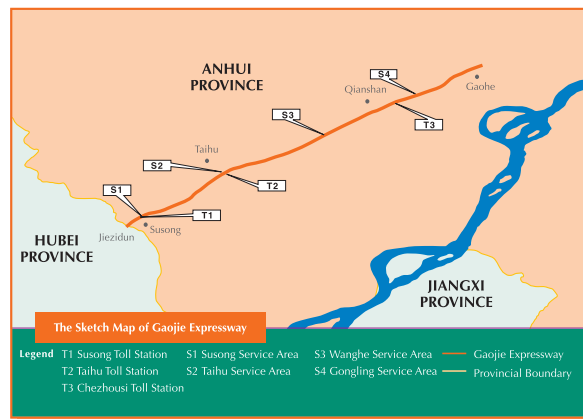 ANHUI
PROVINCE
S4
Qianshan
Gaohe
S3
T3
Taihu
S2
T2
S1
T1
Susong
Jiezidun
HUBEI
PROVINCE
JIANGXI
PROVINCE
The Sketch Map of Gaojie Expressway
Legend T1 Susong Toll Station S1 Susong Service Area S3 Wanghe Service Area Gaojie Expressway
T2 Taihu Toll Station S2 Taihu Service Area S4 Gongling Service Area Provincial Boundary
T3 Chezhousi Toll Station